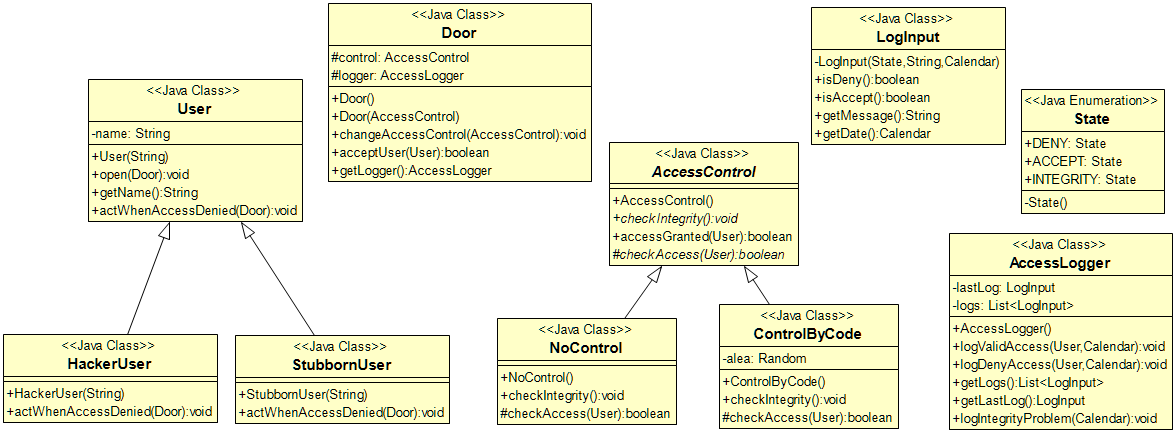 <<Java Class>>
User
-name: String
+User(String)
+open(Door):void
+getName():String
+actWhenAccessDenied(Door):void
<<Java Class>>
Door
#control: AccessControl
#logger: AccessLogger
+Door()
+Door(AccessControl)
+changeAccessControl(AccessControl):void
+acceptUser(User):boolean
+getLogger():AccessLogger
<<Java Class>>
LogInput
-LogInput(State,String,Calendar)
+isDeny():boolean
+isAccept():boolean
+getMessage():String
+getDate():Calendar
<<Java Enumeration>>
State
+DENY: State
+ACCEPT: State
+INTEGRITY: State
-State()
<<Java Class>>
AccessControl
+AccessControl()
+checkIntegrity():void
+accessGranted(User):boolean
#checkAccess(User):boolean
<<Java Class>>
AccessLogger
-lastLog: LogInput
-logs: List<LogInput>
+AccessLogger()
+logValidAccess(User,Calendar):void
+logDenyAccess(User,Calendar):void
+getLogs():List<LogInput>
+getLastLog():LogInput
+logIntegrityProblem(Calendar):void
<<Java Class>>
HackerUser
+HackerUser(String)
+actWhenAccessDenied(Door):void
<<Java Class>>
StubbornUser
+StubbornUser(String)
+actWhenAccessDenied(Door):void
<<Java Class>>
NoControl
+NoControl()
+checkIntegrity():void
#checkAccess(User):boolean
<<Java Class>>
ControlByCode
-alea: Random
+ControlByCode()
+checkIntegrity():void
#checkAccess(User):boolean